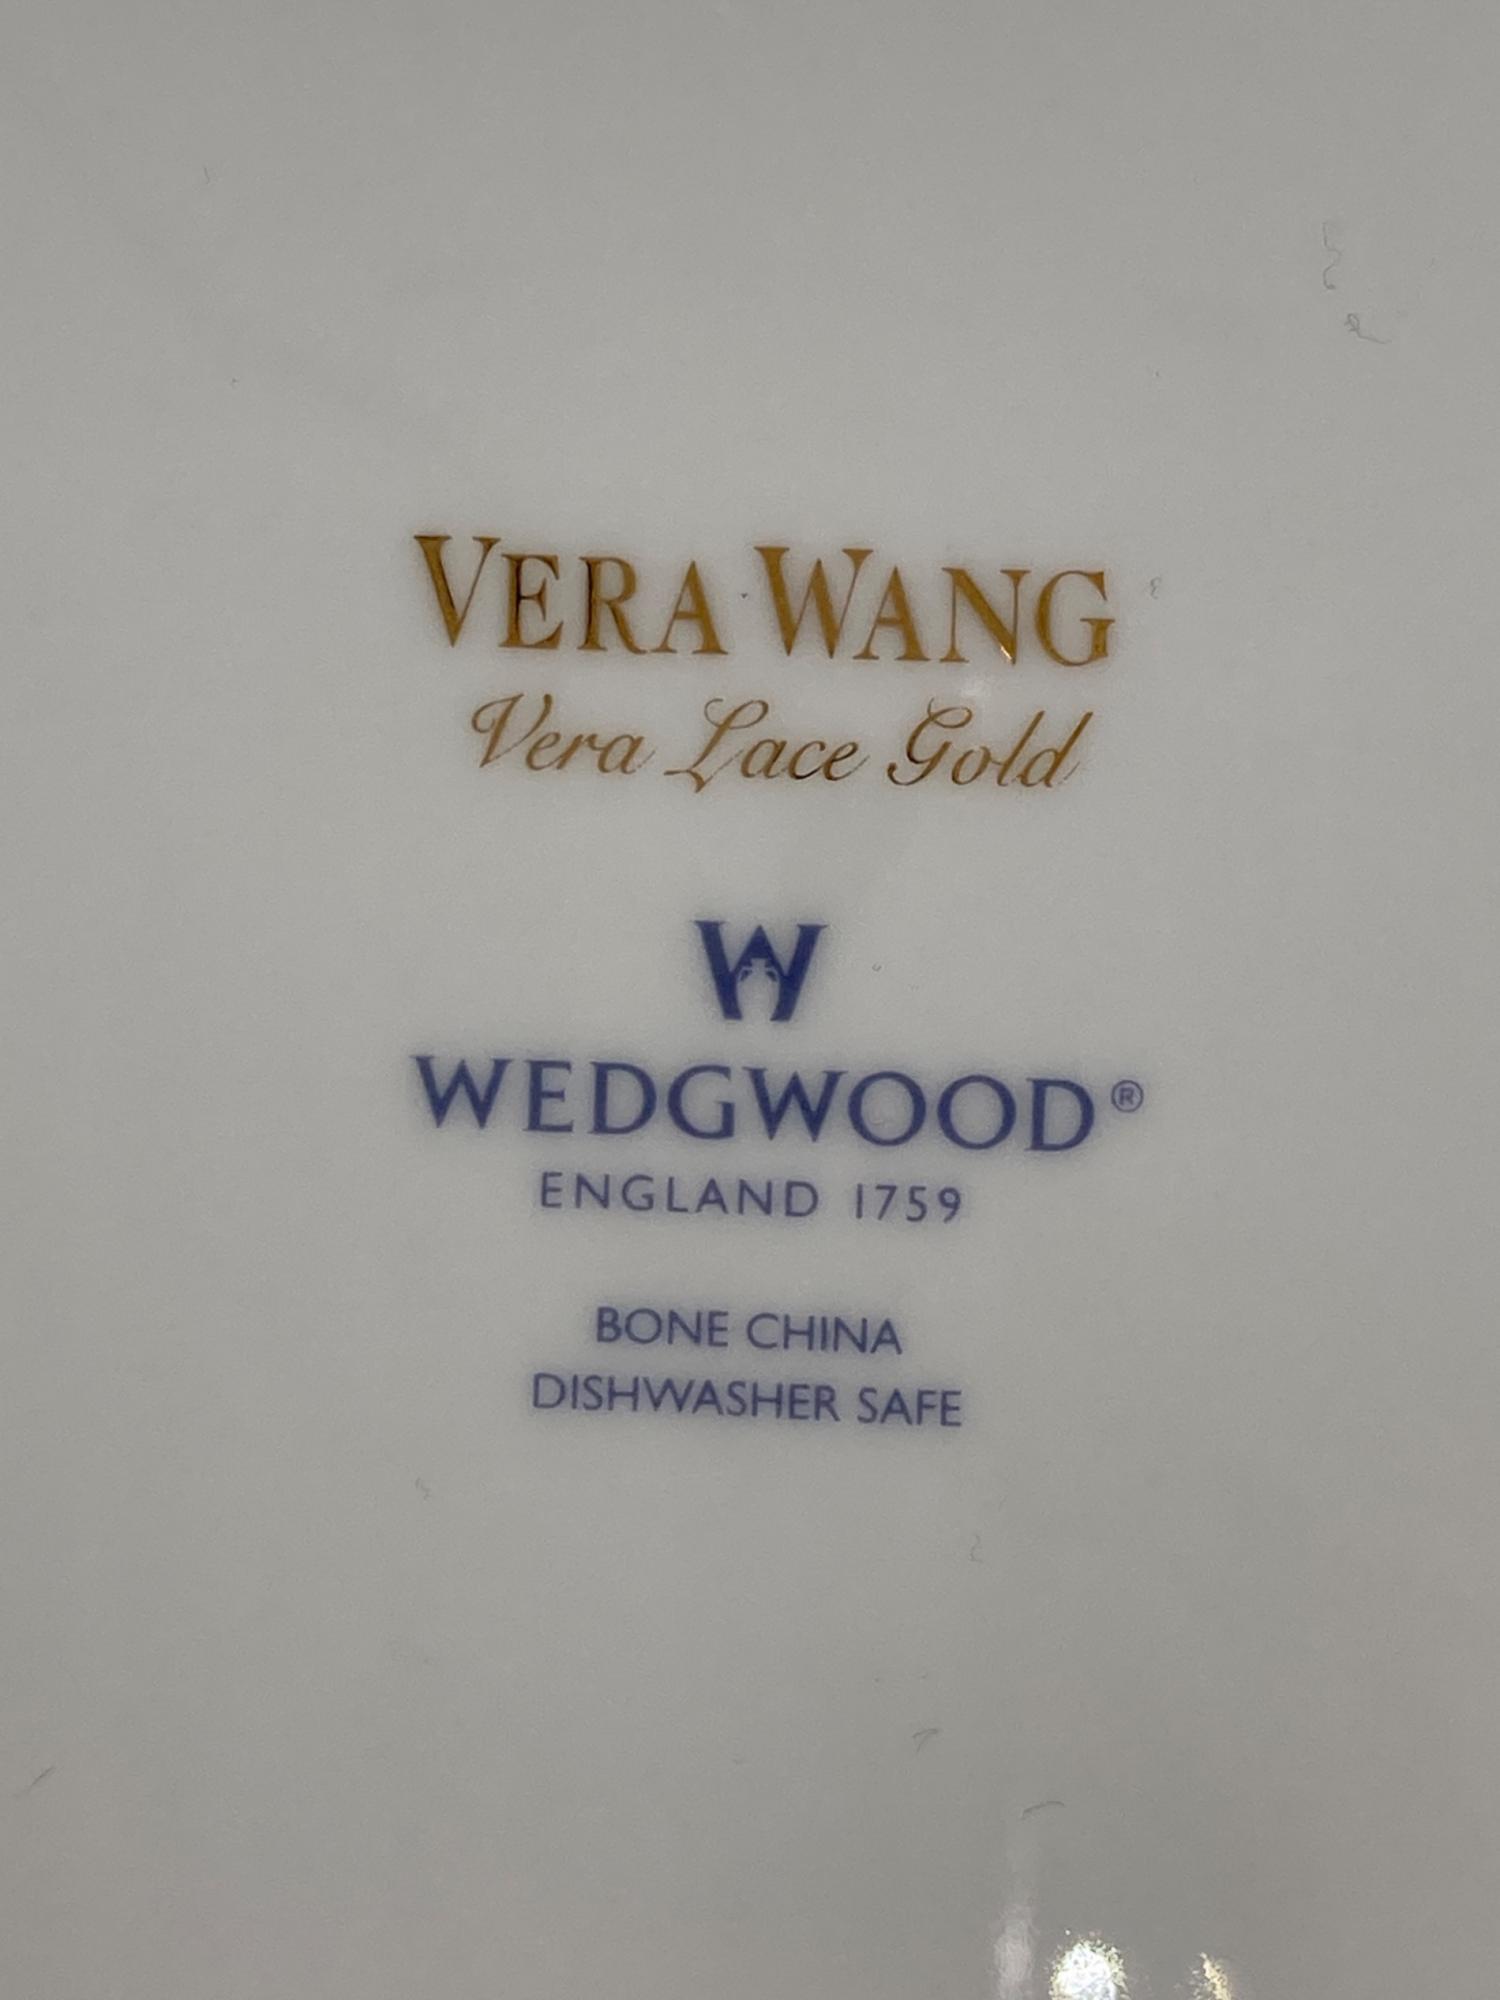 VERA WANG
Vera Lace Gold
W
WEDGWOOD®
ENGLAND 1759
BONE CHINA
DISHWASHER SAFE